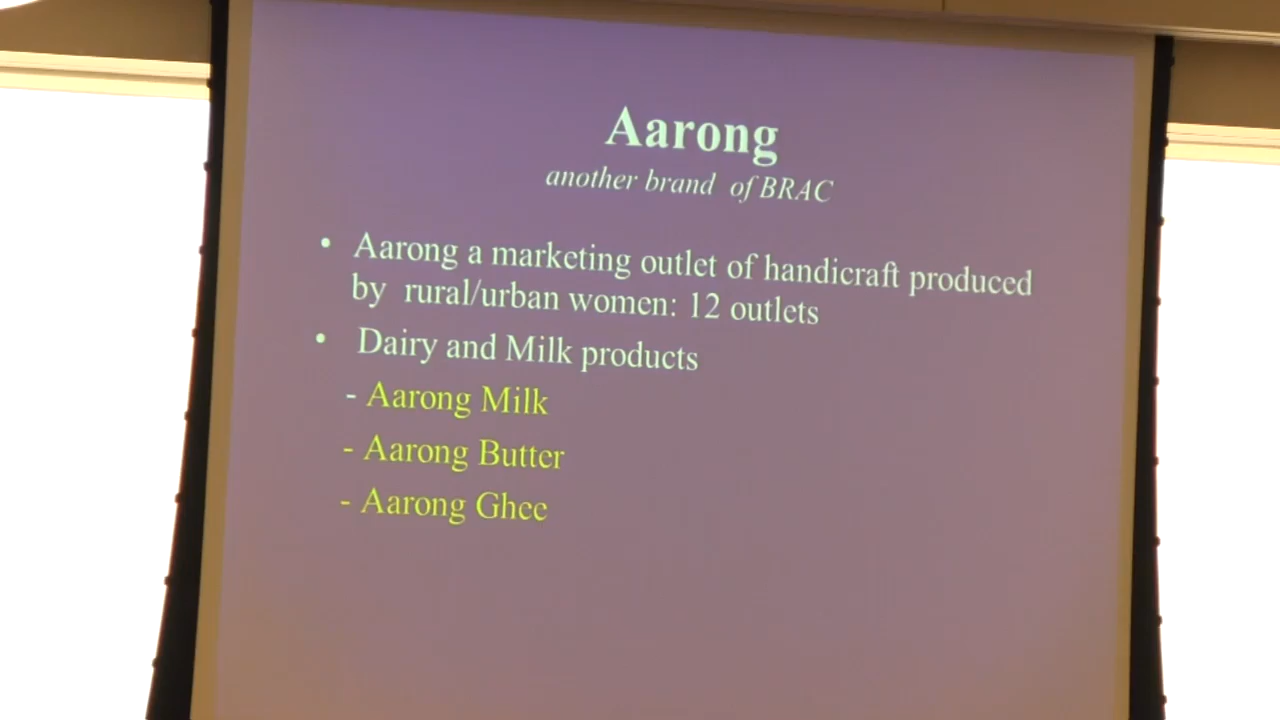 Aarong
another brand of BRAC
• Aarong a marketing outlet of handicraft produced
by rural/urban women: 12 outlets
• Dairy and Milk products
- Aarong Milk
- Aarong Butter
- Aarong Ghee